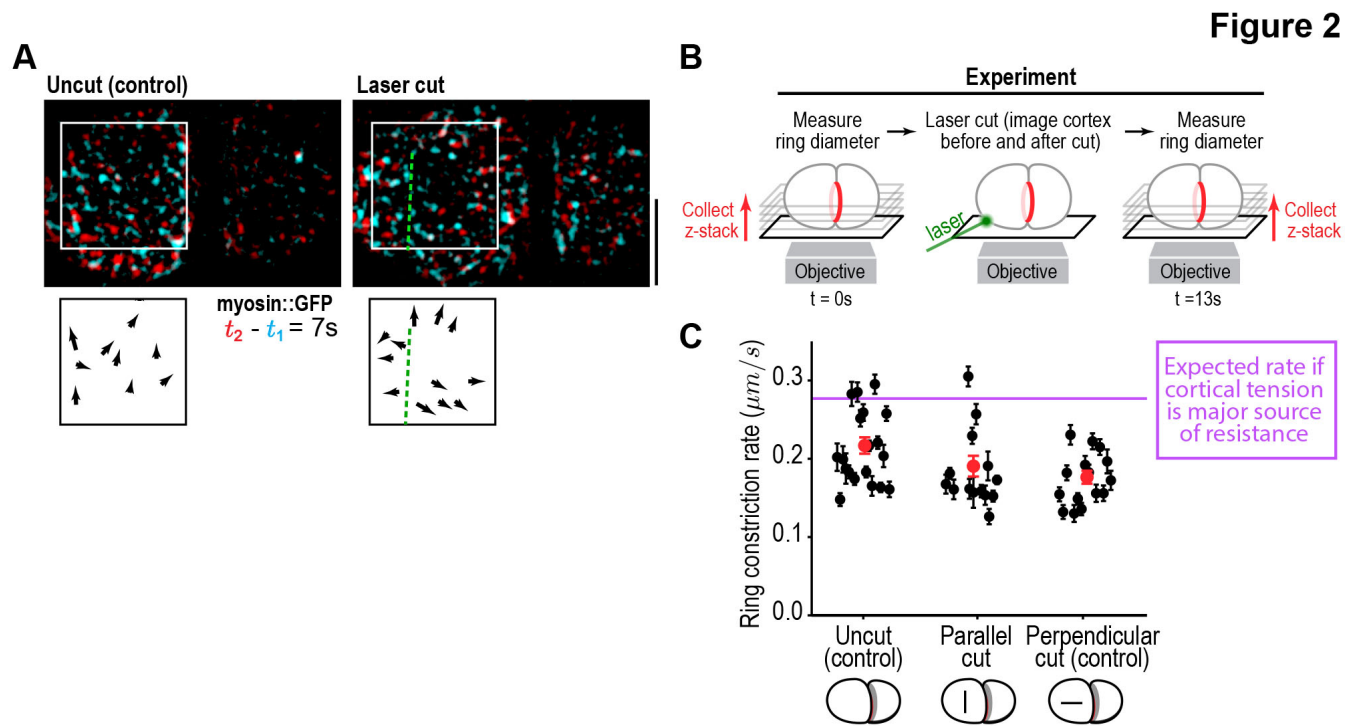 Figure 2
A
Uncut (control)
Laser cut
myosin::GFP
t2 - t1 = 7s
B
Experiment
Measure
ring diameter
Laser cut (image cortex
before and after cut)
Measure
ring diameter
Collect
z-stack
laser
Collect
z-stack
Objective
Objective
Objective
t = 0s
t =13s
C
Ring constriction rate (μm/s)
0.3
0.2
0.1
0.0
Expected rate if
cortical tension
is major source
of resistance
Uncut
(control)
Parallel
cut
Perpendicular
cut (control)